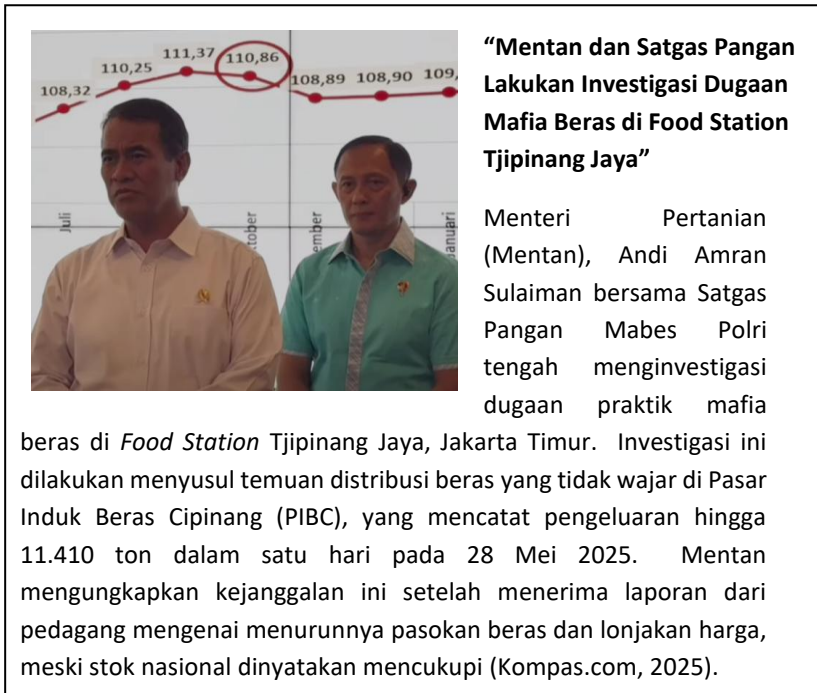 108,32
110,25
111,37
110,86
108,89
108,90
109,
Juli
anuari
“Mentan dan Satgas Pangan
Lakukan Investigasi Dugaan
Mafia Beras di Food Station
Tjipinang Jaya”
Menteri Pertanian
(Mentan), Andi Amran
Sulaiman bersama Satgas
Pangan Mabes Polri
tengah menginvestigasi
dugaan praktik mafia
beras di Food Station Tjipinang Jaya, Jakarta Timur. Investigasi ini
dilakukan menyusul temuan distribusi beras yang tidak wajar di Pasar
Induk Beras Cipinang (PIBC), yang mencatat pengeluaran hingga
11.410 ton dalam satu hari pada 28 Mei 2025. Mentan
mengungkapkan kejanggalan ini setelah menerima laporan dari
pedagang mengenai menurunnya pasokan beras dan lonjakan harga,
meski stok nasional dinyatakan mencukupi (Kompas.com, 2025).